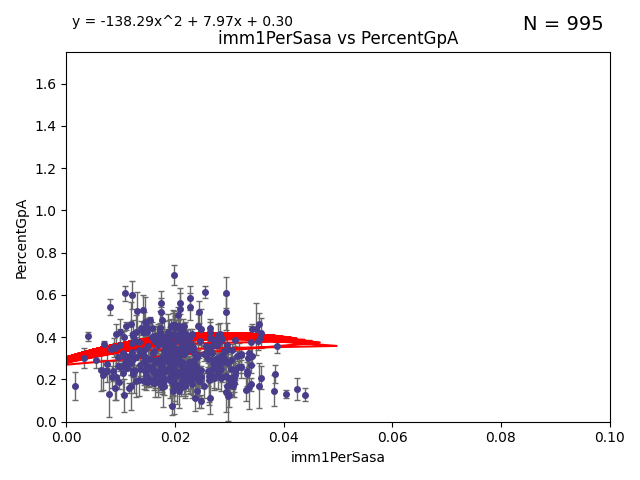 y = -138.29x^2 + 7.97x + 0.30
N = 995
imm1PerSasa vs PercentGpA
1.6
1.4
1.2
1.0
0.8
0.6
0.4
0.2
0.0
PercentGpA
0.00 0.02 0.04 0.06 0.08 0.10
imm1PerSasa